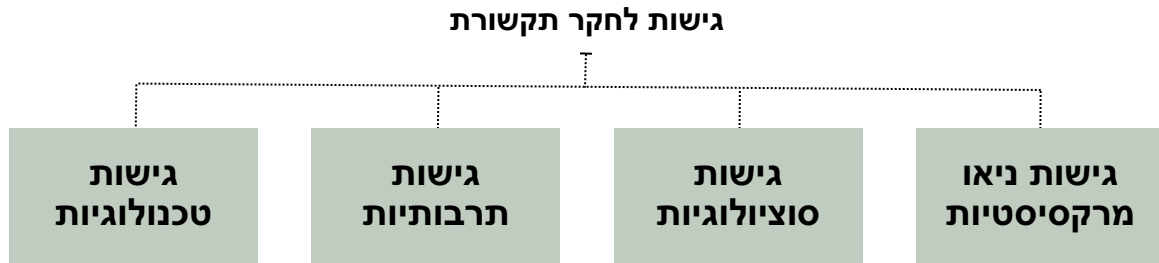 גישות לחקר תקשורת
גישות ניאו
מרקסיסטיות
גישות
סוציולוגיות
גישות
תרבותיות
גישות
טכנולוגיות